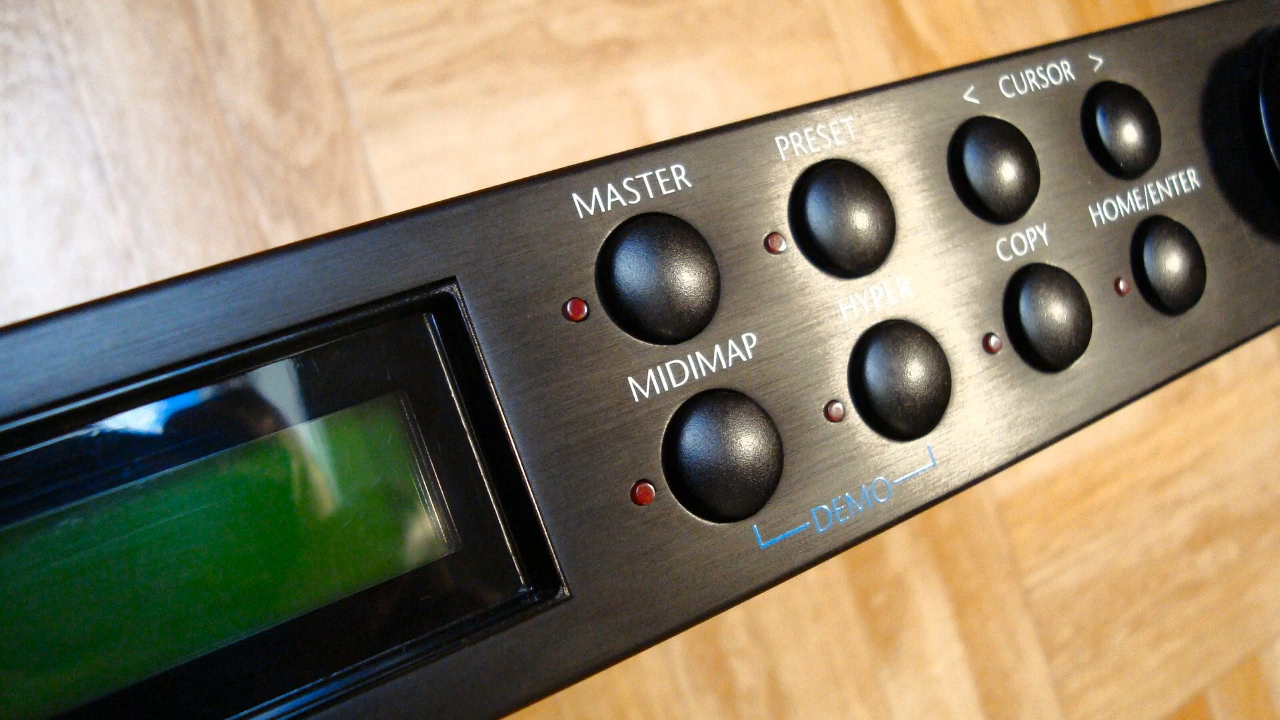 MASTER
PRESET
< CURSOR >
MIDIMAP
HYPER
COPY
HOME/ENTER
DEMO